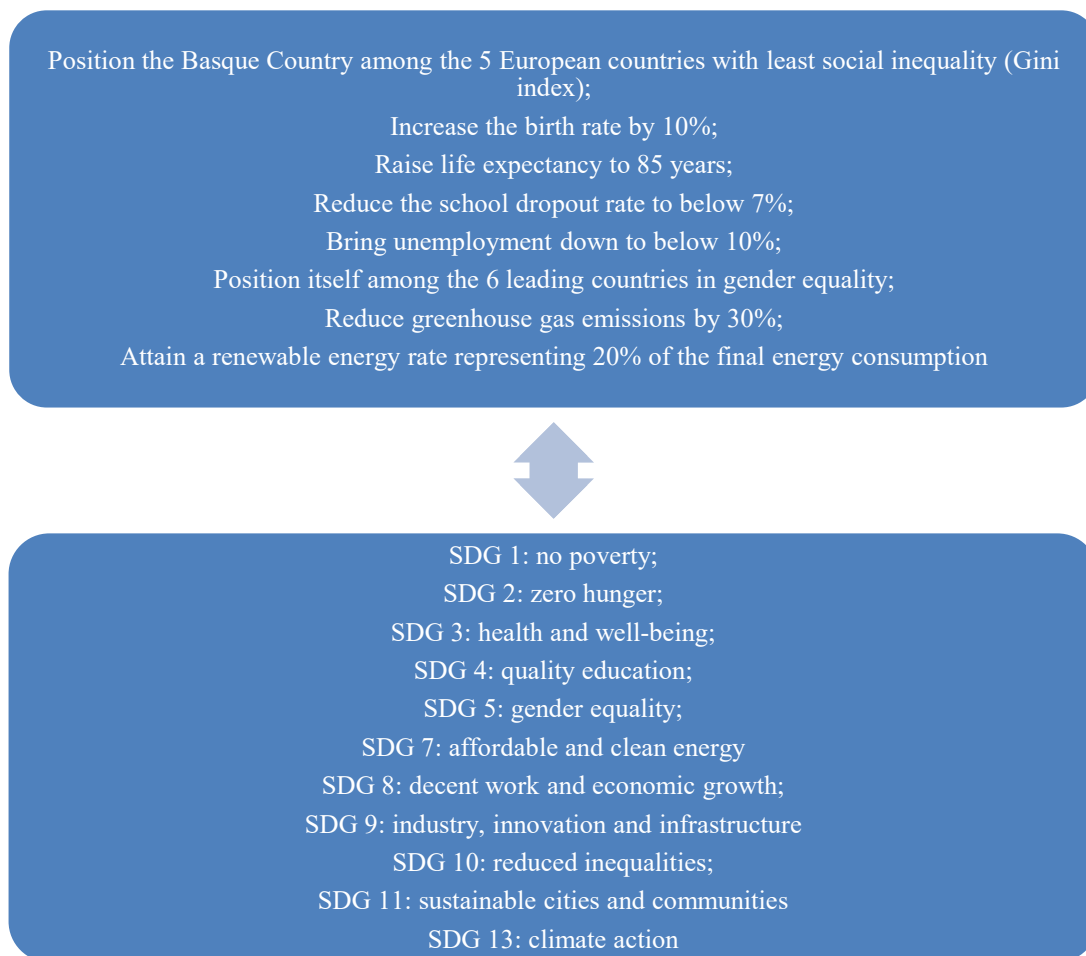 Position the Basque Country among the 5 European countries with least social inequality (Gini
index);
Increase the birth rate by 10%;
Raise life expectancy to 85 years;
Reduce the school dropout rate to below 7%;
Bring unemployment down to below 10%;
Position itself among the 6 leading countries in gender equality;
Reduce greenhouse gas emissions by 30%;
Attain a renewable energy rate representing 20% of the final energy consumption
SDG 1: no poverty;
SDG 2: zero hunger;
SDG 3: health and well-being;
SDG 4: quality education;
SDG 5: gender equality;
SDG 7: affordable and clean energy
SDG 8: decent work and economic growth;
SDG 9: industry, innovation and infrastructure
SDG 10: reduced inequalities;
SDG 11: sustainable cities and communities
SDG 13: climate action